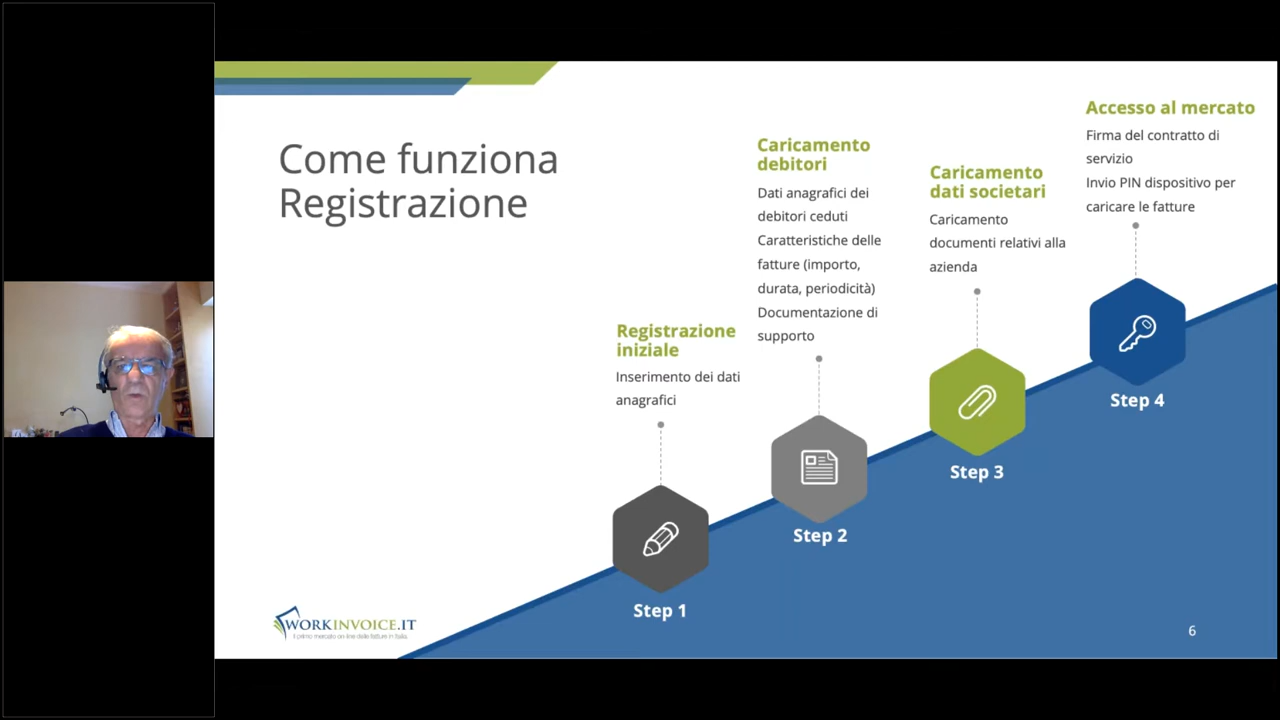 Come funziona
Registrazione
Registrazione
iniziale
Inserimento dei dati
anagrafici
Step 1
Caricamento
debitori
Dati anagrafici dei
debitori ceduti
Caratteristiche delle
fatture (importo,
durata, periodicità)
Documentazione di
supporto
Step 2
Caricamento
dati societari
Caricamento
documenti relativi alla
azienda
Step 3
Accesso al mercato
Firma del contratto di
servizio
Invio PIN dispositivo per
caricare le fatture
Step 4
WORKINVOICE.IT
Il primo mercato on-line delle fatture in Italia.
6